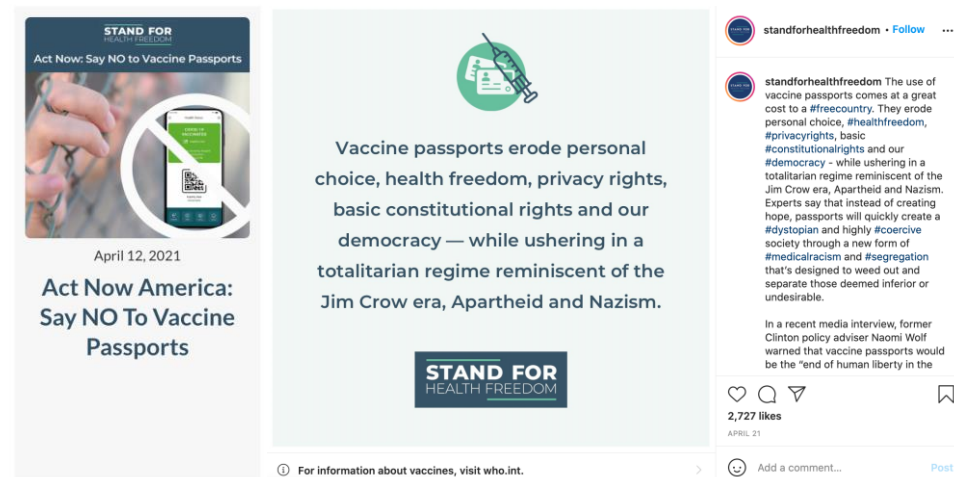 STAND FOR
HEALTH FREEDOM
Act Now: Say NO to Vaccine Passports
COVID-19
VACCINATED
April 12, 2021
Act Now America:
Say NO To Vaccine
Passports
Vaccine passports erode personal
choice, health freedom, privacy rights,
basic constitutional rights and our
democracy — while ushering in a
totalitarian regime reminiscent of the
Jim Crow era, Apartheid and Nazism.
STAND FOR
HEALTH FREEDOM
For information about vaccines, visit who.int.
standforhealthfreedom • Follow
standforhealthfreedom The use of
vaccine passports comes at a great
cost to a #freecountry. They erode
personal choice, #healthfreedom,
#privacyrights, basic
#constitutionalrights and our
#democracy - while ushering in a
totalitarian regime reminiscent of the
Jim Crow era, Apartheid and Nazism.
Experts say that instead of creating
hope, passports will quickly create a
#dystopian and highly #coercive
society through a new form of
#medicalracism and #segregation
that's designed to weed out and
separate those deemed inferior or
undesirable.
In a recent media interview, former
Clinton policy adviser Naomi Wolf
warned that vaccine passports would
be the “end of human liberty in the
2,727 likes
APRIL 21
Add a comment...
Post